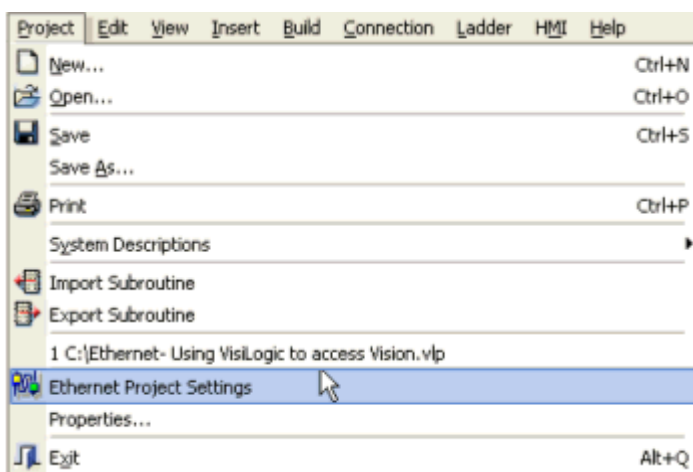 Project Edit View Insert Build Connection Ladder HMI Help
New... Ctrl+N
Open... Ctrl+O
Save Ctrl+S
Save As...
Print Ctrl+P
System Descriptions
Import Subroutine
Export Subroutine
1 C:\Ethernet- Using VisiLogic to access Vision.vlp
Ethernet Project Settings
Properties...
Exit Alt+Q